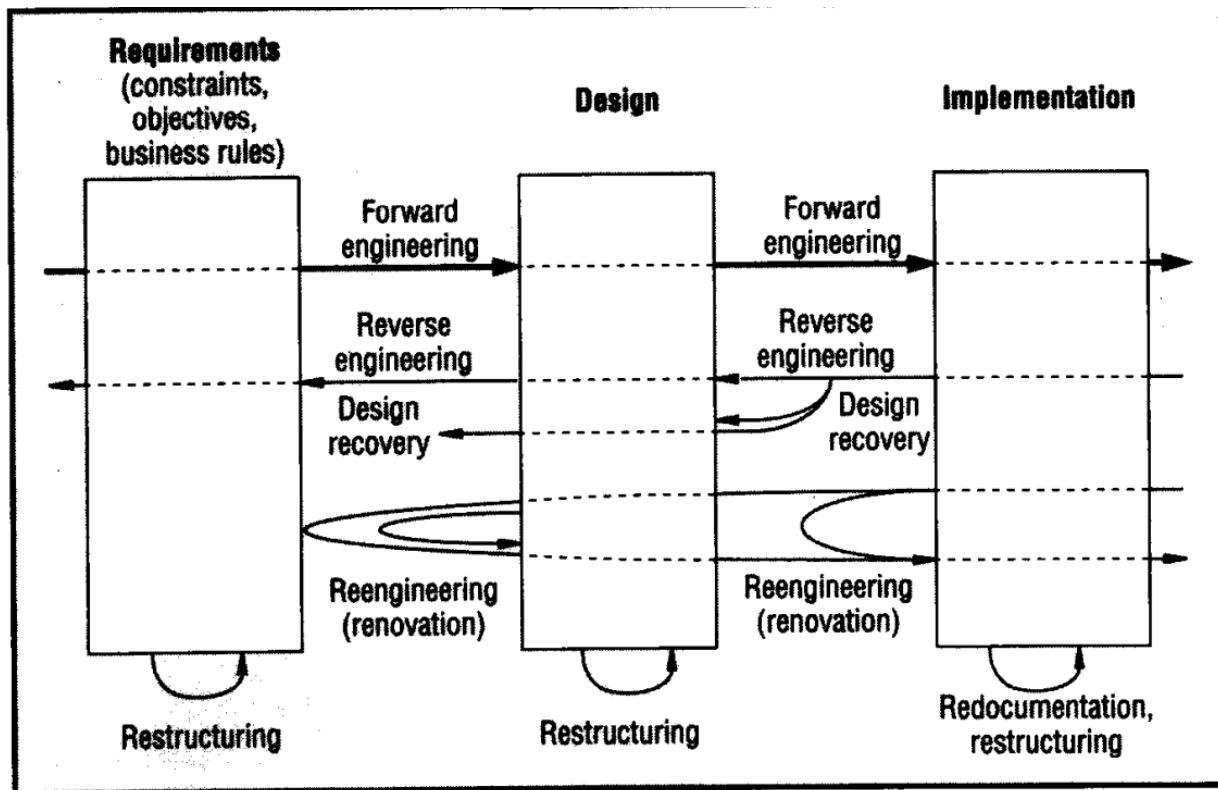 Requirements
(constraints,
objectives,
business rules)
Design
Implementation
Forward
engineering
Forward
engineering
Reverse
engineering
Reverse
engineering
Design
recovery
Design
recovery
Reengineering
(renovation)
Reengineering
(renovation)
Restructuring
Restructuring
Redocumentation,
restructuring